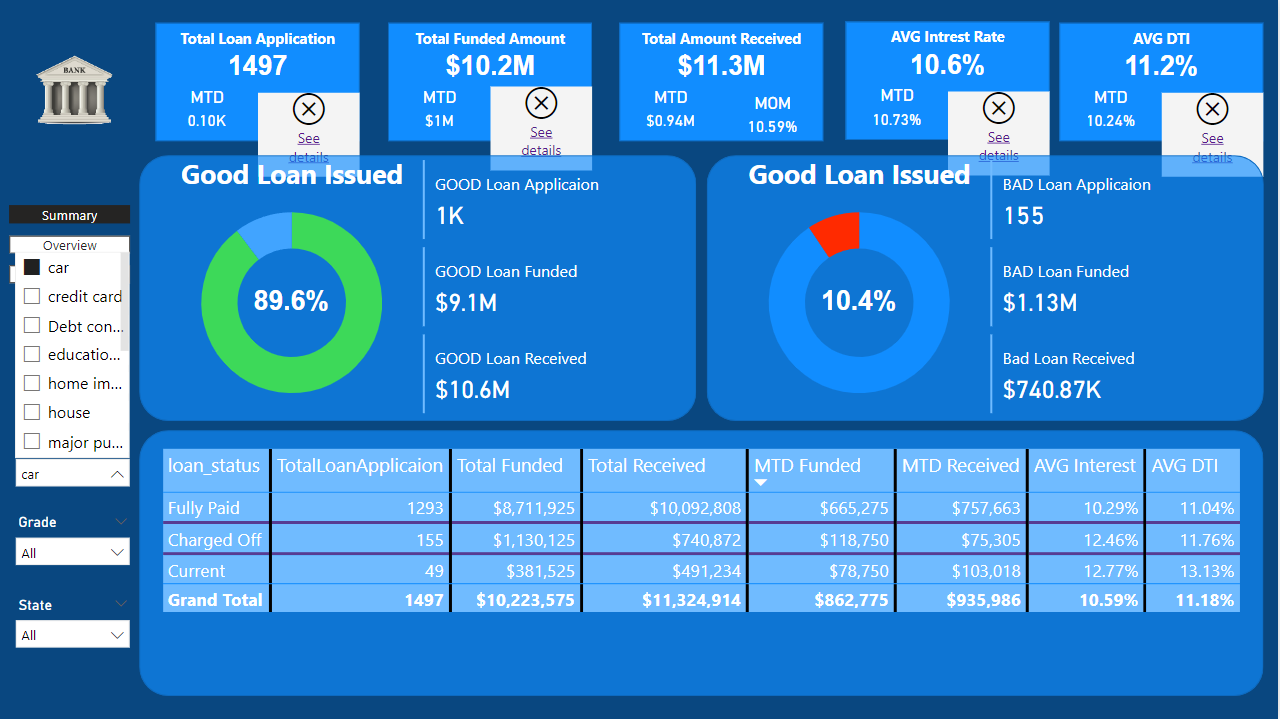 BANK
Total Loan Application
1497
MTD
0.10K
See
details
Total Funded Amount
$10.2M
MTD
$1M
See
details
Total Amount Received
$11.3M
MTD
$0.94M
MOM
10.59%
AVG Intrest Rate
10.6%
MTD
10.73%
See
details
AVG DTI
11.2%
MTD
10.24%
See
details
Summary
Overview
car
credit card
Debt con...
educatio...
home im...
house
major pu...
car
Grade
All
State
All
Good Loan Issued
89.6%
GOOD Loan Applicaion
1K
GOOD Loan Funded
$9.1M
GOOD Loan Received
$10.6M
Good Loan Issued
10.4%
BAD Loan Applicaion
155
BAD Loan Funded
$1.13M
Bad Loan Received
$740.87K
loan_status TotalLoanApplicaion Total Funded Total Received MTD Funded MTD Received AVG Interest AVG DTI
Fully Paid 1293 $8,711,925 $10,092,808 $665,275 $757,663 10.29% 11.04%
Charged Off 155 $1,130,125 $740,872 $118,750 $75,305 12.46% 11.76%
Current 49 $381,525 $491,234 $78,750 $103,018 12.77% 13.13%
Grand Total 1497 $10,223,575 $11,324,914 $862,775 $935,986 10.59% 11.18%